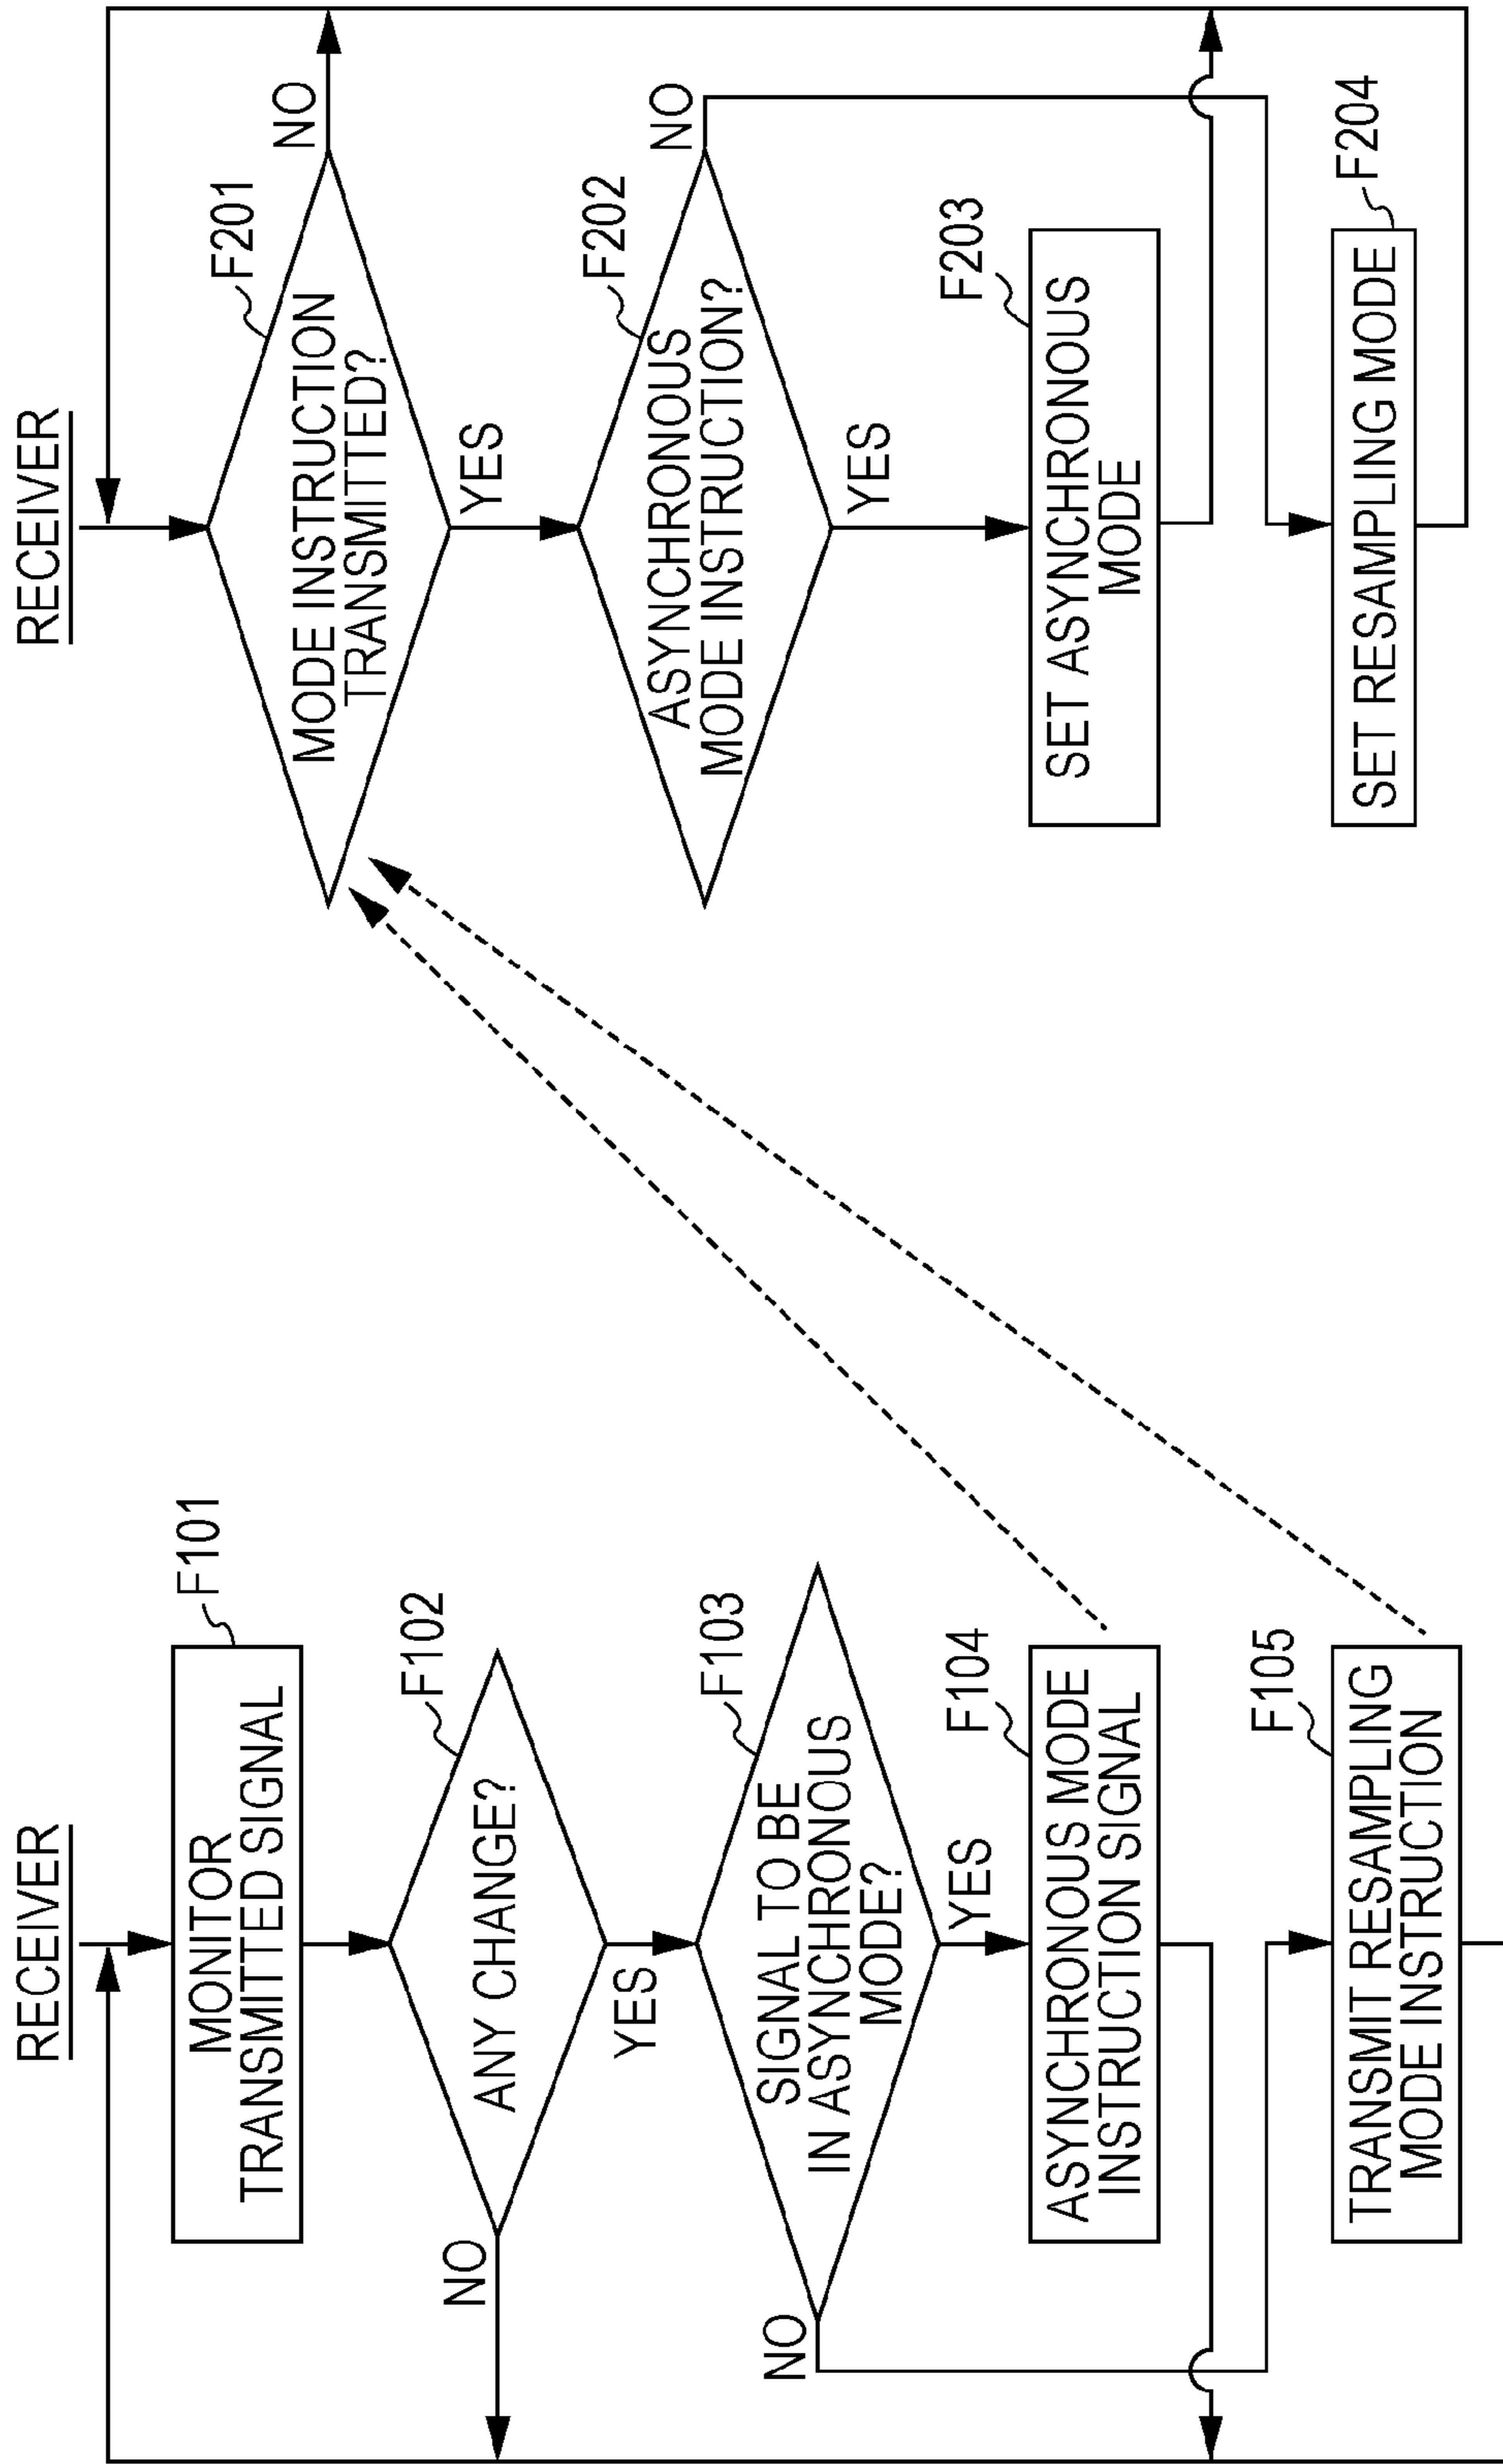 RECEIVER
F101
MONITOR
TRANSMITTED SIGNAL
F102
ANY CHANGE?
NO
YES
F103
SIGNAL TO BE
IN ASYNCHRONOUS
MODE?
NO
YES
F104
ASYNCHRONOUS MODE
INSTRUCTION SIGNAL
F105
TRANSMIT RESAMPLING
MODE INSTRUCTION
RECEIVER
F201
MODE INSTRUCTION
TRANSMITTED?
NO
YES
F202
ASYNCHRONOUS
MODE INSTRUCTION?
NO
YES
F203
SET ASYNCHRONOUS
MODE
F204
SET RESAMPLING MODE